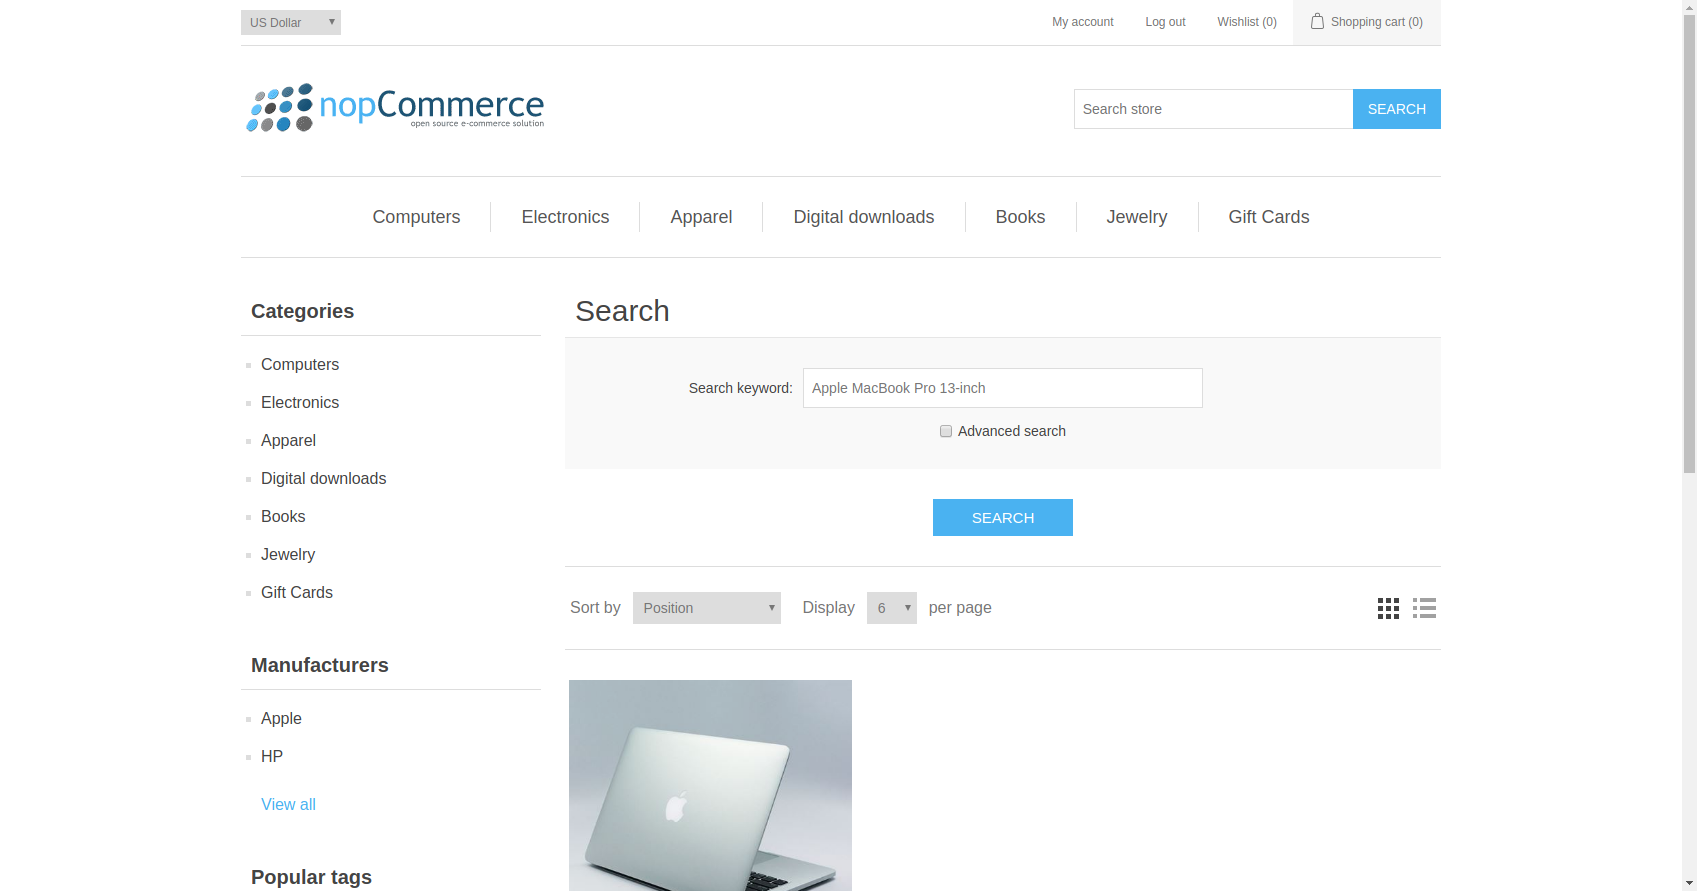 US Dollar
My account
Log out
Wishlist (0)
Shopping cart (0)
nopCommerce
open source e-commerce solution
Search store
SEARCH
Computers
Electronics
Apparel
Digital downloads
Books
Jewelry
Gift Cards
Categories
Computers
Electronics
Apparel
Digital downloads
Books
Jewelry
Gift Cards
Manufacturers
Apple
HP
View all
Popular tags
Search
Search keyword: Apple MacBook Pro 13-inch
Advanced search
SEARCH
Sort by Position Display 6 per page